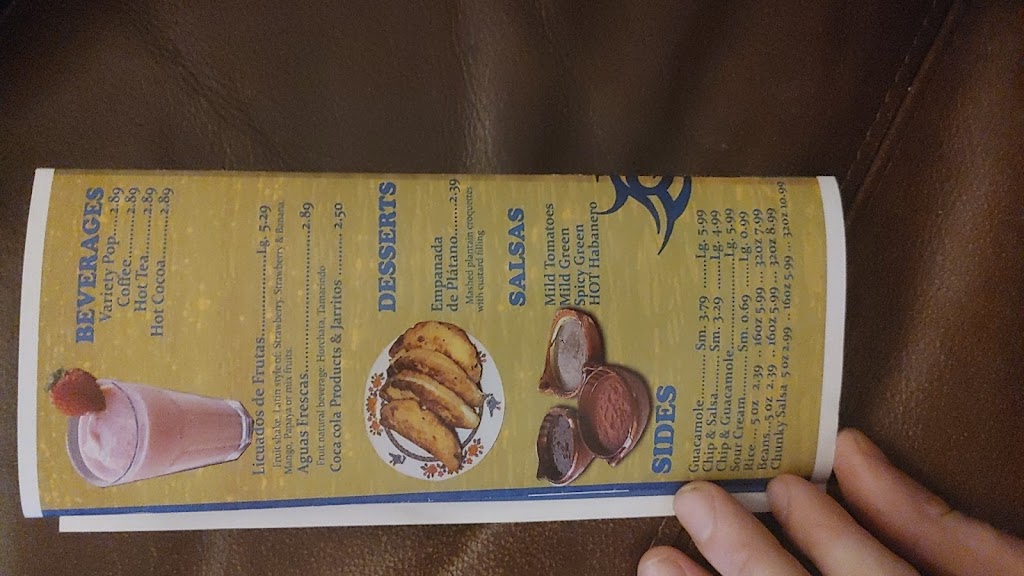 BEVERAGES
Variety Pop....2.89
Coffee...........2.89
Hot Tea.........2.89
Hot Cocoa......2.89
Licuados de Frutas..................Lg. 5.29
Fruit shake. Latin style of: Strawberry, Strawberry & Banana,
Mango, Papaya or mix fruits.
Aguas Frescas..............................2.89
Fruit natural beverage. Horchata, Tamarindo
Cocacola Products & Jarritos ........ 2.50
DESSERTS
Empanada
de Plátano.......2.39
Mashed plantain croquettes
with custard filling
SALSAS
Mild Tomatoes
Mild Green
Spicy Green
HOT Habanero
SIDES
Guacamole......... Sm. 3.79 .......Lg. 5.99
Chip & Salsa.......Sm. 3.29 .......Lg. 4.99
Chip & Guacamole.....................Lg. 5.99
Sour Cream.......Sm. 0.69 ........Lg. 0.99
Rice.....5 oz 2.39 .. 16oz 5.99 ... 32oz 7.99
Beans...5 oz 2.39 ... 16oz 5.99 ... 32oz 8.99
Chunky Salsa 5 oz 2.99 .. 16oz 5.99 ... 32oz 10.99